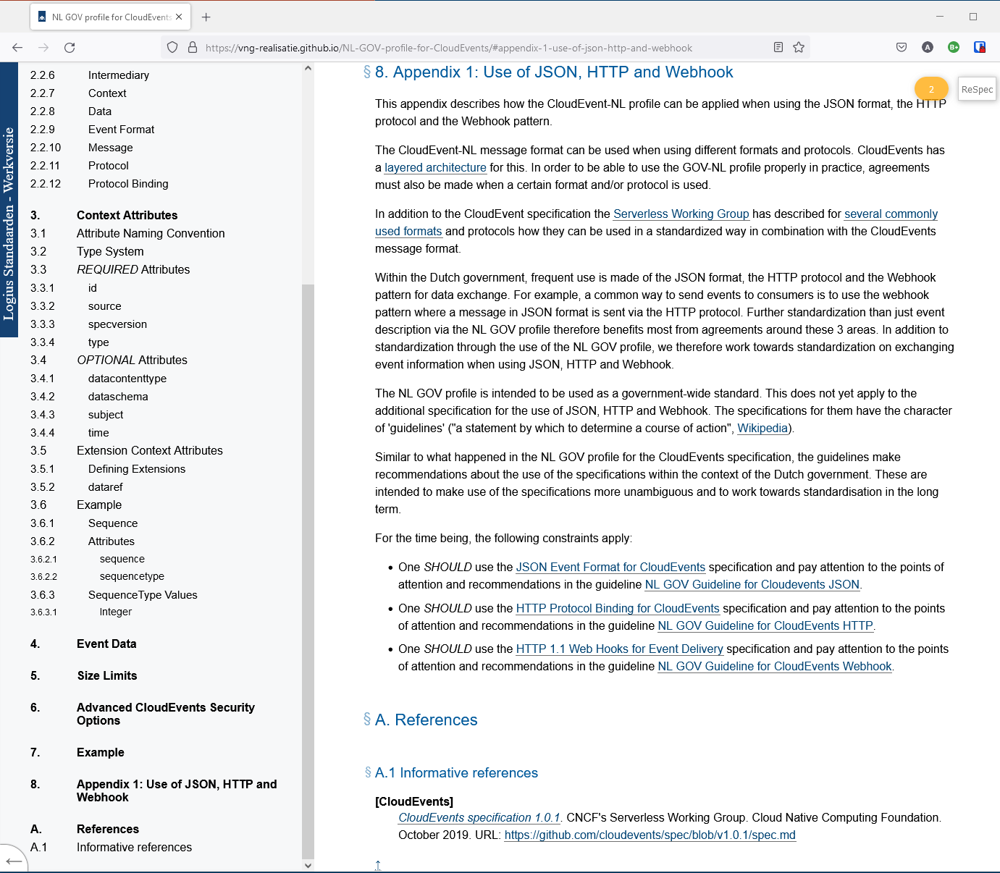 NL GOV profile for CloudEvents
https://vng-realisatie.github.io/NL-GOV-profile-for-CloudEvents/#appendix-1-use-of-json-http-and-webhook
A
B+
Logius Standaarden - Werkversie
2.2.6 Intermediary
2.2.7 Context
2.2.8 Data
2.2.9 Event Format
2.2.10 Message
2.2.11 Protocol
2.2.12 Protocol Binding
3. Context Attributes
3.1 Attribute Naming Convention
3.2 Type System
3.3 REQUIRED Attributes
3.3.1 id
3.3.2 source
3.3.3 specversion
3.3.4 type
3.4 OPTIONAL Attributes
3.4.1 datacontenttype
3.4.2 dataschema
3.4.3 subject
3.4.4 time
3.5 Extension Context Attributes
3.5.1 Defining Extensions
3.5.2 dataref
3.6 Example
3.6.1 Sequence
3.6.2 Attributes
3.6.2.1 sequence
3.6.2.2 sequencetype
3.6.3 SequenceType Values
3.6.3.1 Integer
4. Event Data
5. Size Limits
6. Advanced CloudEvents Security
Options
7. Example
8. Appendix 1: Use of JSON, HTTP and
Webhook
A. References
A.1 Informative references
§ 8. Appendix 1: Use of JSON, HTTP and Webhook
2
ReSpec
This appendix describes how the CloudEvent-NL profile can be applied when using the JSON format, the HTTP
protocol and the Webhook pattern.
The CloudEvent-NL message format can be used when using different formats and protocols. CloudEvents has
a layered architecture for this. In order to be able to use the GOV-NL profile properly in practice, agreements
must also be made when a certain format and/or protocol is used.
In addition to the CloudEvent specification the Serverless Working Group has described for several commonly
used formats and protocols how they can be used in a standardized way in combination with the CloudEvents
message format.
Within the Dutch government, frequent use is made of the JSON format, the HTTP protocol and the Webhook
pattern for data exchange. For example, a common way to send events to consumers is to use the webhook
pattern where a message in JSON format is sent via the HTTP protocol. Further standardization than just event
description via the NL GOV profile therefore benefits most from agreements around these 3 areas. In addition to
standardization through the use of the NL GOV profile, we therefore work towards standardization on exchanging
event information when using JSON, HTTP and Webhook.
The NL GOV profile is intended to be used as a government-wide standard. This does not yet apply to the
additional specification for the use of JSON, HTTP and Webhook. The specifications for them have the character
of 'guidelines' ("a statement by which to determine a course of action", Wikipedia).
Similar to what happened in the NL GOV profile for the CloudEvents specification, the guidelines make
recommendations about the use of the specifications within the context of the Dutch government. These are
intended to make use of the specifications more unambiguous and to work towards standardisation in the long
term.
For the time being, the following constraints apply:
• One SHOULD use the JSON Event Format for CloudEvents specification and pay attention to the points of
attention and recommendations in the guideline NL GOV Guideline for Cloudevents JSON.
• One SHOULD use the HTTP Protocol Binding for CloudEvents specification and pay attention to the points
of attention and recommendations in the guideline NL GOV Guideline for CloudEvents HTTP.
• One SHOULD use the HTTP 1.1 Web Hooks for Event Delivery specification and pay attention to the points
of attention and recommendations in the guideline NL GOV Guideline for CloudEvents Webhook.
§ A. References
§ A.1 Informative references
[CloudEvents]
CloudEvents specification 1.0.1. CNCF's Serverless Working Group. Cloud Native Computing Foundation.
October 2019. URL: https://github.com/cloudevents/spec/blob/v1.0.1/spec.md
↑